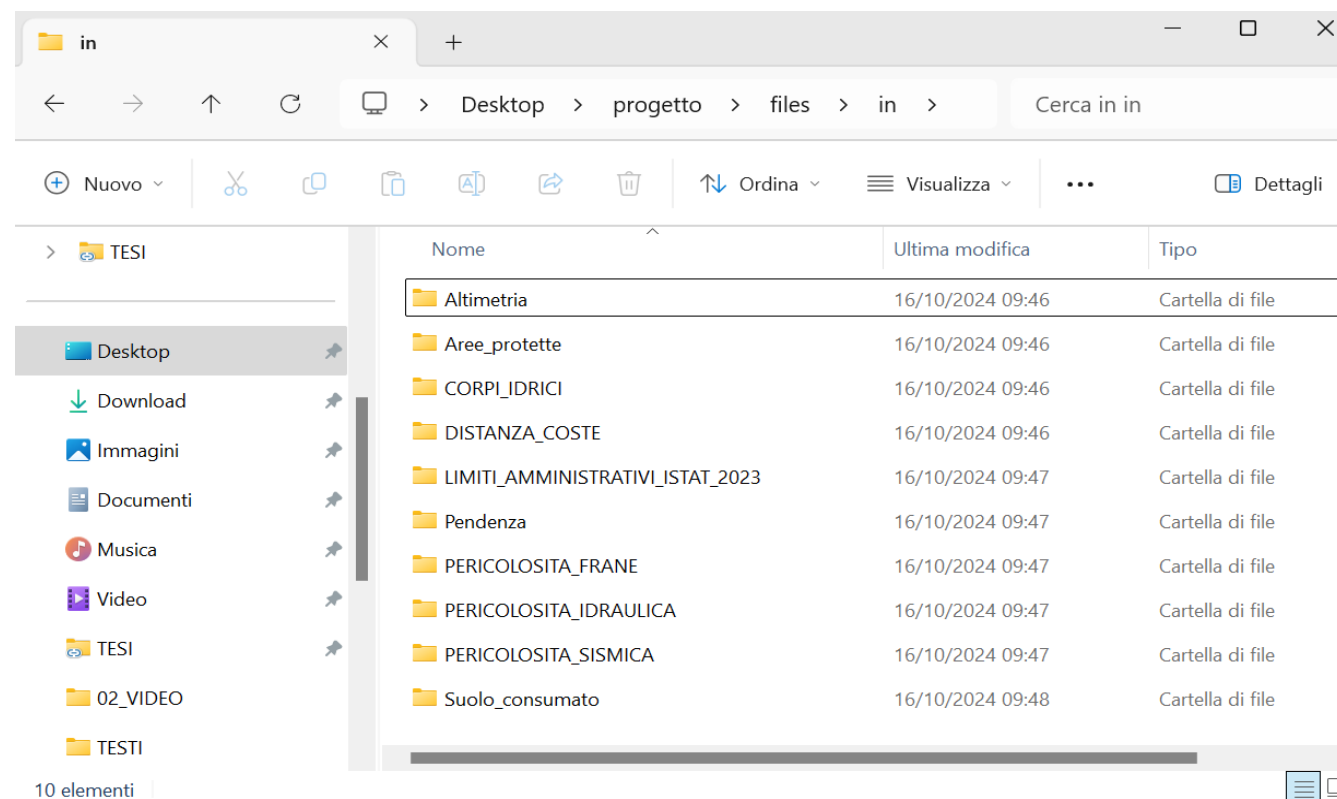 in
Desktop > progetto > files > in > Cerca in in
Nuovo Ordina Visualizza ... Dettagli
TESI
Desktop
Download
Immagini
Documenti
Musica
Video
TESI
02_VIDEO
TESTI
Nome Ultima modifica Tipo
Altimetria 16/10/2024 09:46 Cartella di file
Aree_protette 16/10/2024 09:46 Cartella di file
CORPI_IDRICI 16/10/2024 09:46 Cartella di file
DISTANZA_COSTE 16/10/2024 09:46 Cartella di file
LIMITI_AMMINISTRATIVI_ISTAT_2023 16/10/2024 09:47 Cartella di file
Pendenza 16/10/2024 09:47 Cartella di file
PERICOLOSITA_FRANE 16/10/2024 09:47 Cartella di file
PERICOLOSITA_IDRAULICA 16/10/2024 09:47 Cartella di file
PERICOLOSITA_SISMICA 16/10/2024 09:47 Cartella di file
Suolo_consumato 16/10/2024 09:48 Cartella di file
10 elementi